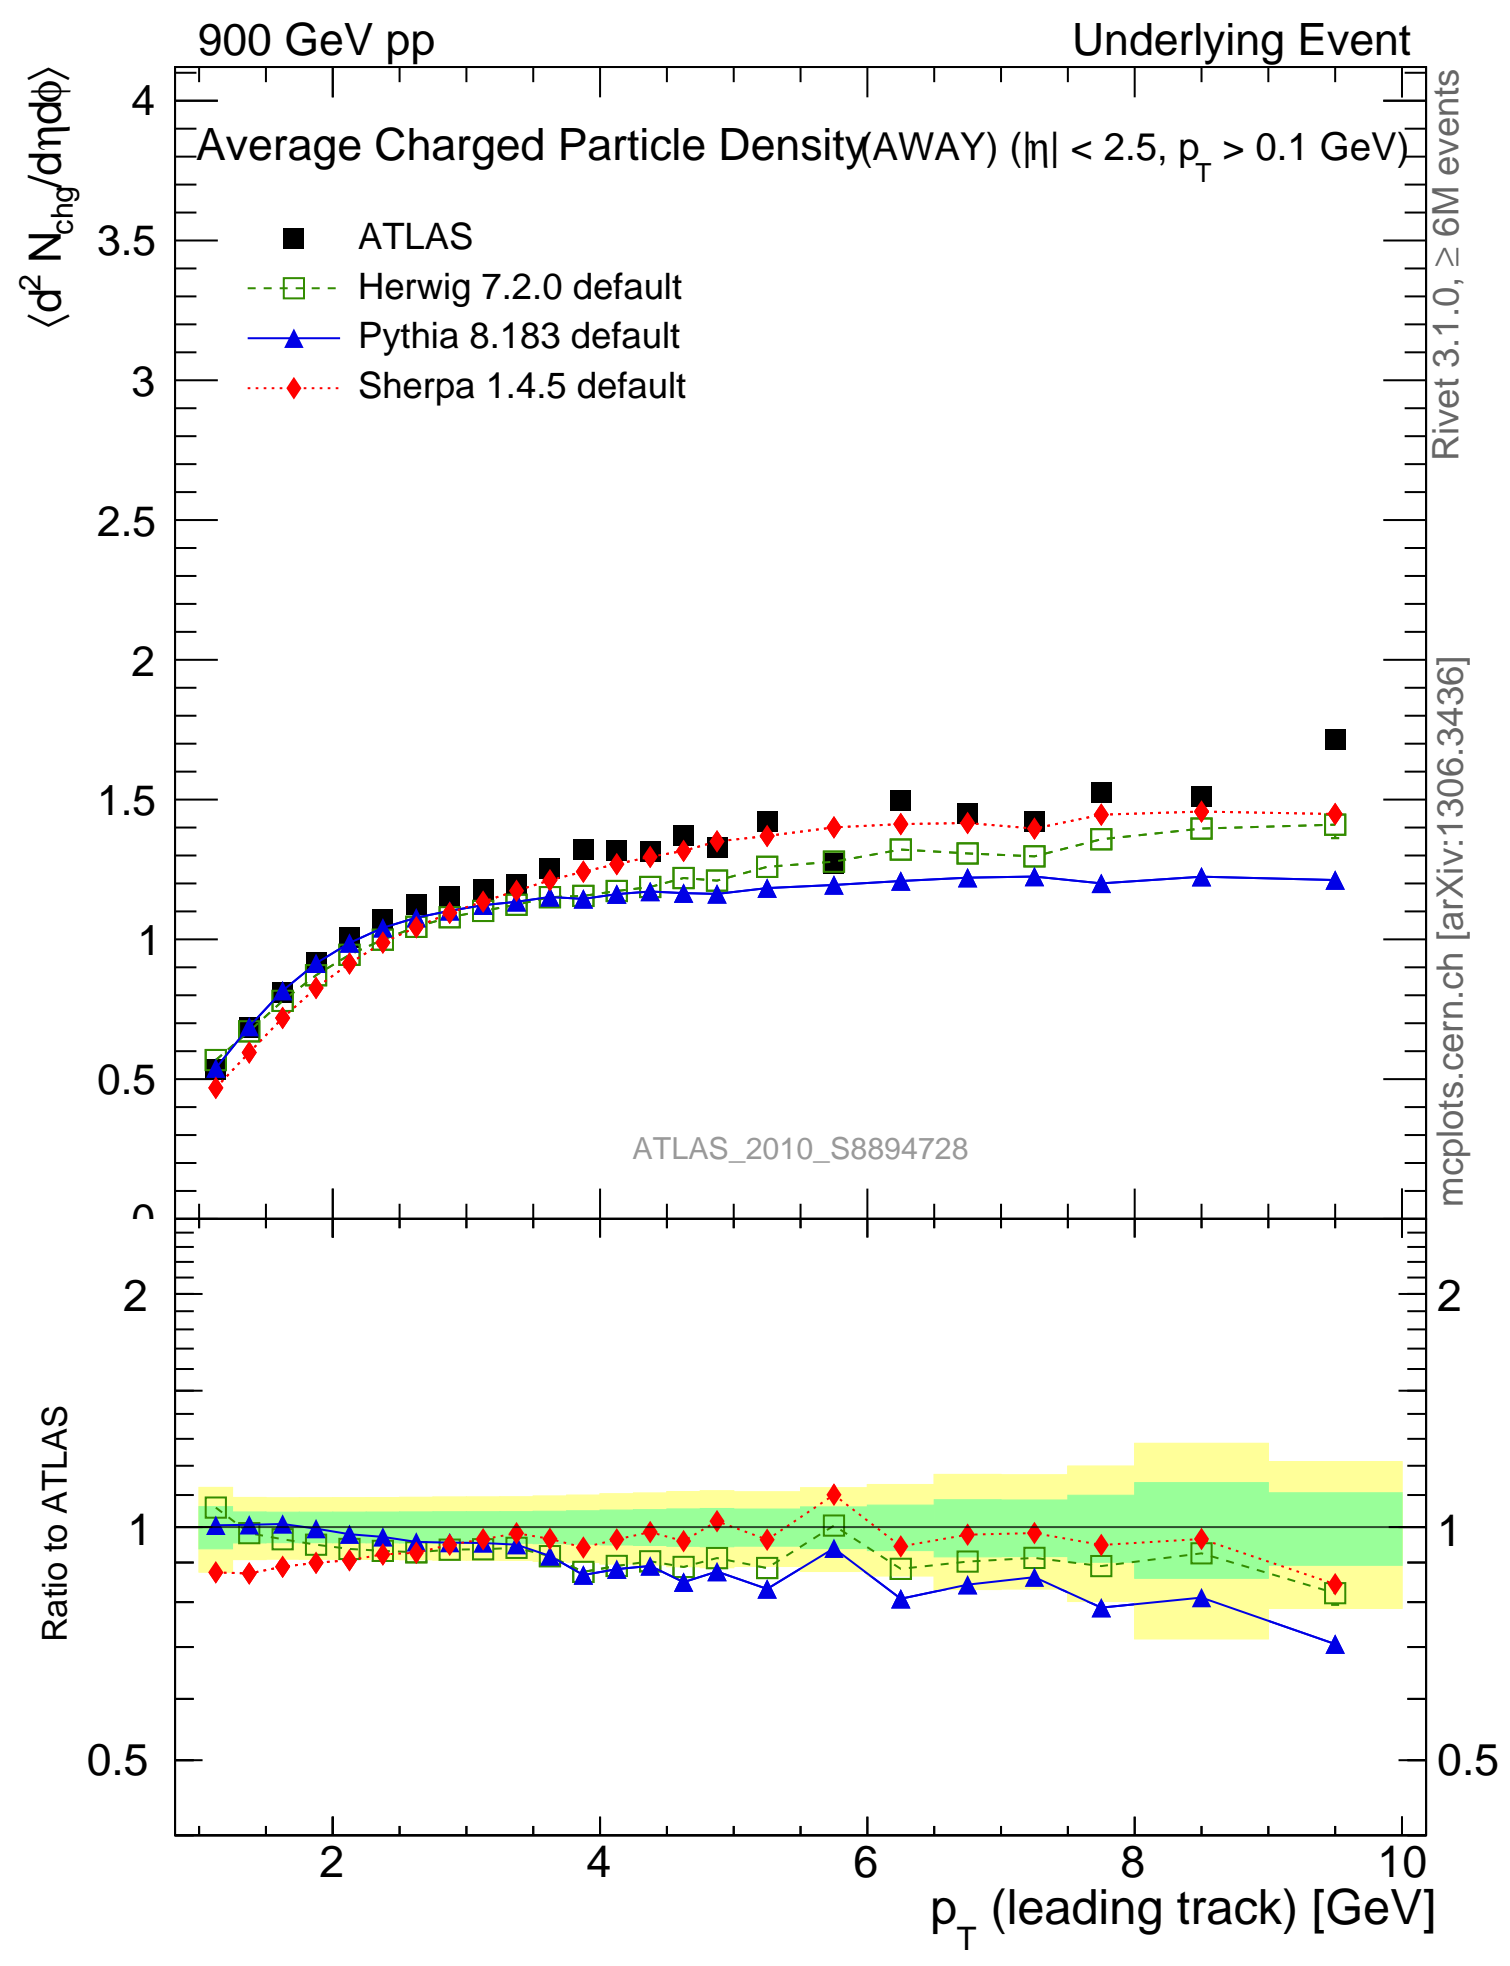 900 GeV pp
Underlying Event
Average Charged Particle Density(AWAY) (|η| < 2.5, p_T > 0.1 GeV)
⟨d² N_chg/dηdϕ⟩
4
3.5
3
2.5
2
1.5
1
0.5
0
ATLAS
Herwig 7.2.0 default
Pythia 8.183 default
Sherpa 1.4.5 default
ATLAS_2010_S8894728
Rivet 3.1.0, ≥ 6M events
mcplots.cern.ch [arXiv:1306.3436]
Ratio to ATLAS
2
1
0.5
2
1
0.5
2
4
6
8
10
p_T (leading track) [GeV]